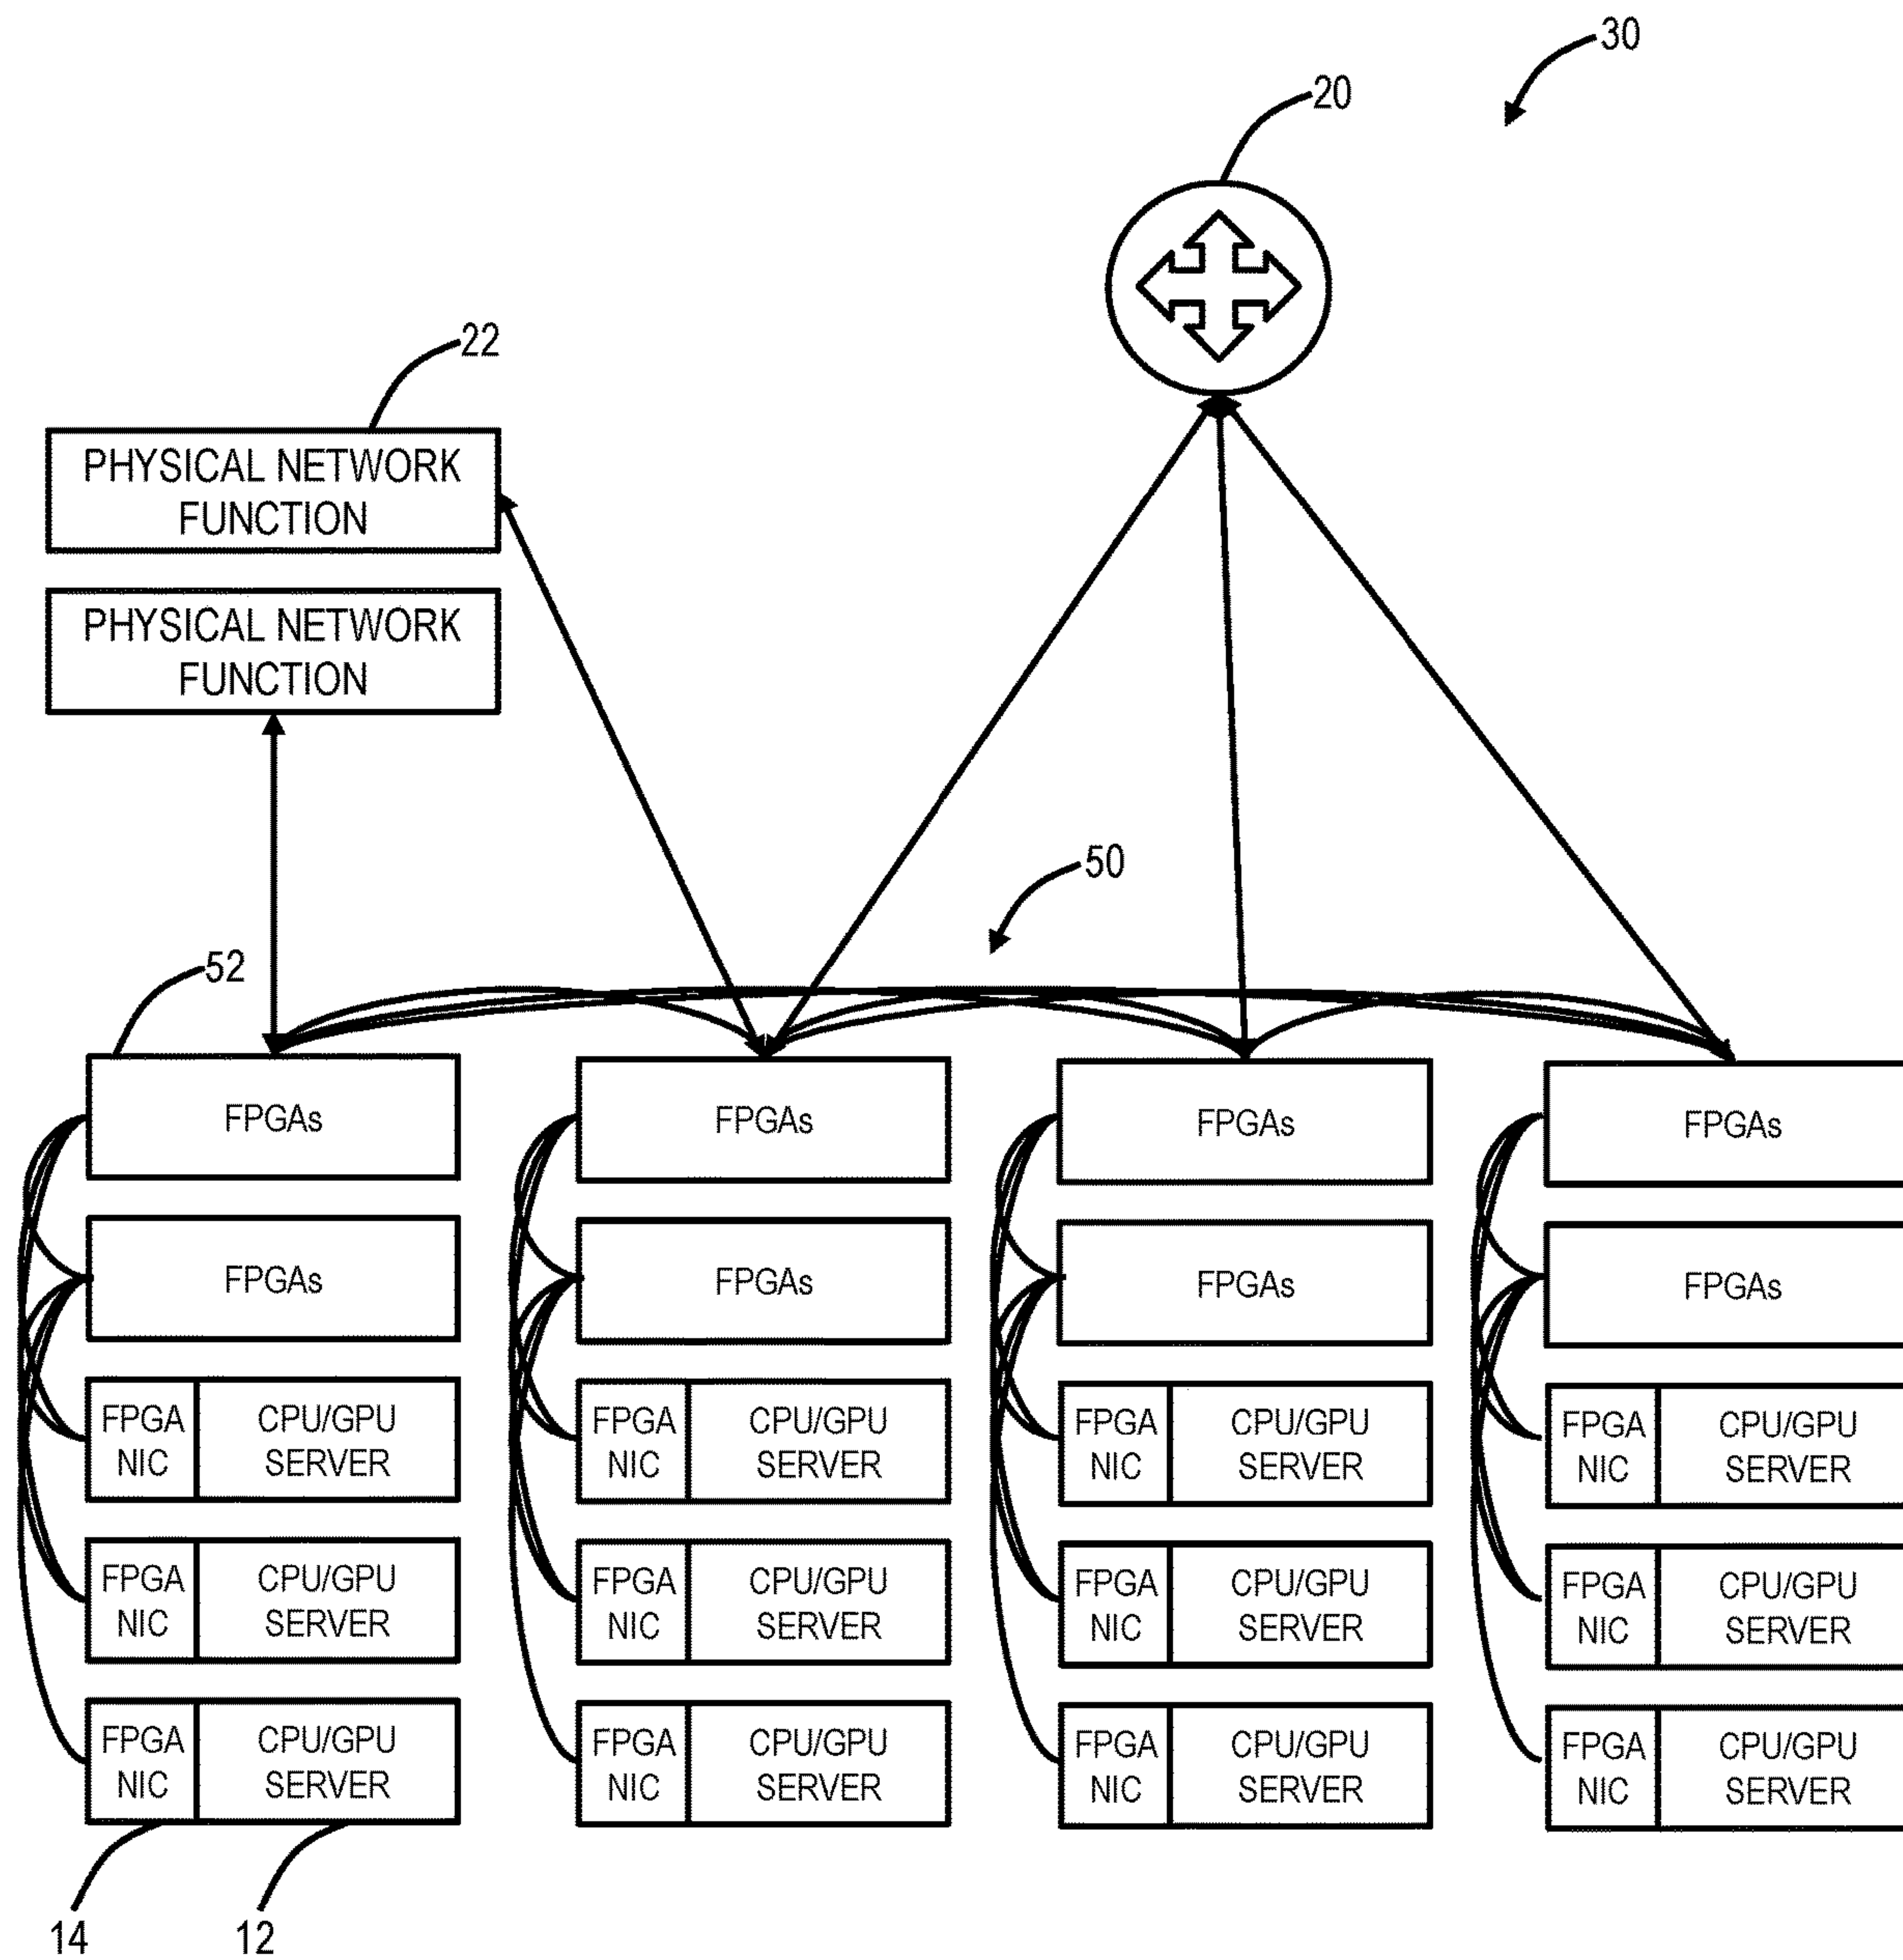 30
20
22
PHYSICAL NETWORK
FUNCTION
PHYSICAL NETWORK
FUNCTION
50
52
FPGAs
FPGAs
FPGAs
FPGAs
FPGAs
FPGAs
FPGAs
FPGAs
FPGA
NIC
CPU/GPU
SERVER
FPGA
NIC
CPU/GPU
SERVER
FPGA
NIC
CPU/GPU
SERVER
FPGA
NIC
CPU/GPU
SERVER
FPGA
NIC
CPU/GPU
SERVER
FPGA
NIC
CPU/GPU
SERVER
FPGA
NIC
CPU/GPU
SERVER
FPGA
NIC
CPU/GPU
SERVER
FPGA
NIC
CPU/GPU
SERVER
FPGA
NIC
CPU/GPU
SERVER
FPGA
NIC
CPU/GPU
SERVER
FPGA
NIC
CPU/GPU
SERVER
14
12